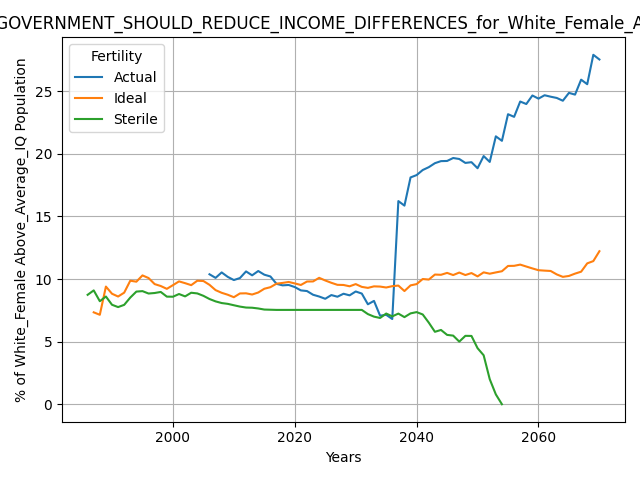 GOVERNMENT_SHOULD_REDUCE_INCOME_DIFFERENCES_for_White_Female_A
Fertility
Actual
Ideal
Sterile
% of White_Female Above_Average_IQ Population
25
20
15
10
5
0
2000 2020 2040 2060
Years